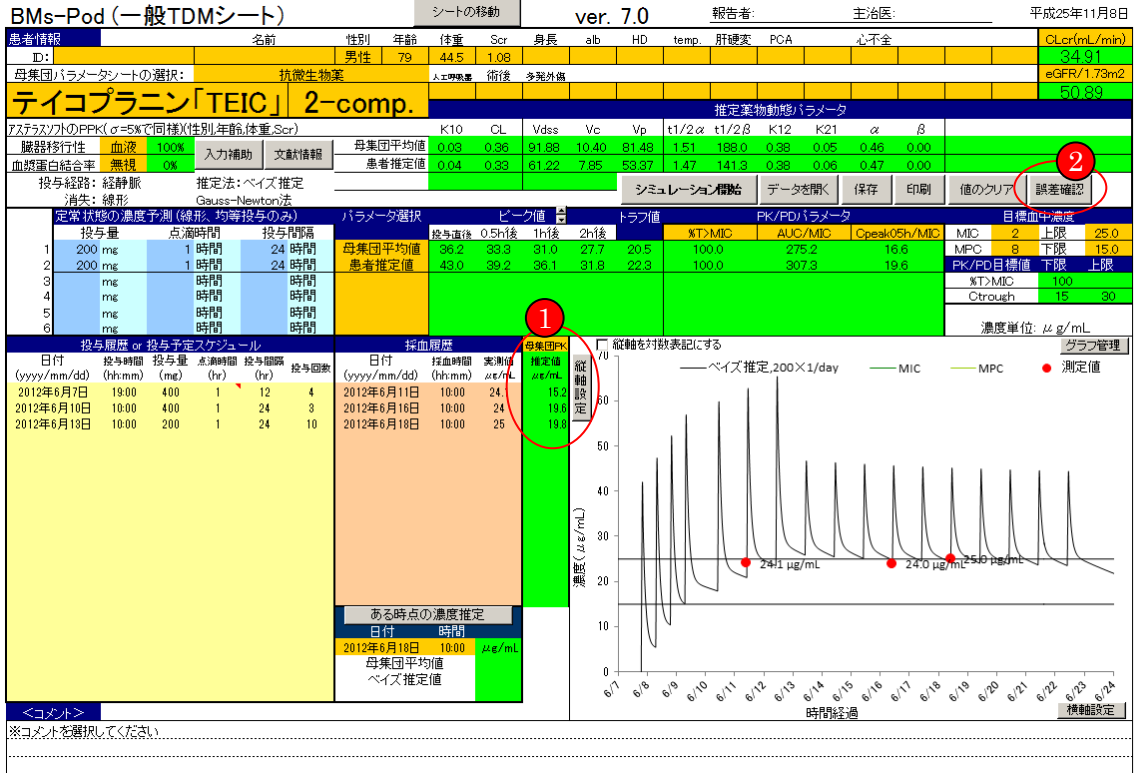 BMs-Pod (一般TDMシート) シートの移動 ver. 7.0 報告者: 主治医: 平成25年11月8日
患者情報 名前 性別 年齢 体重 Scr 身長 alb HD temp. 肝硬変 PCA 心不全 CLcr(mL/min)
ID: 男性 79 44.5 1.08 34.91
母集団パラメータシートの選択: 抗微生物薬 人工呼吸器 術後 多発外傷 eGFR/1.73m2
50.89
テイコプラニン「TEIC」 2-comp. 推定薬物動態パラメータ
アステラスソフトのPPK(σ=5%で同様)(性別,年齢,体重,Scr) K10 CL Vdss Vc Vp t1/2α t1/2β K12 K21 α β
臓器移行性 血液 100% 入力補助 文献情報 母集団平均値 0.03 0.36 91.88 10.40 81.48 1.51 188.0 0.38 0.05 0.46 0.00
血漿蛋白結合率 無視 0% 患者推定値 0.04 0.33 61.22 7.85 53.37 1.47 141.3 0.38 0.06 0.47 0.00
2
投与経路: 経静脈 推定法: ベイズ推定 シミュレーション開始 データを開く 保存 印刷 値のクリア 誤差確認
消失: 線形 Gauss-Newton法
定常状態の濃度予測 (線形、均等投与のみ) パラメータ選択 ピーク値 トラフ値 PK/PDパラメータ 目標血中濃度
投与量 点滴時間 投与間隔 投与直後 0.5h後 1h後 2h後 %T>MIC AUC/MIC Cpeak05h/MIC MIC 2 上限 25.0
1 200 mg 1 時間 24 時間 母集団平均値 36.2 33.3 31.0 27.7 20.5 100.0 275.2 16.6 MPC 8 下限 15.0
2 200 mg 1 時間 24 時間 患者推定値 43.0 39.2 36.1 31.8 22.3 100.0 307.3 19.6 PK/PD目標値 下限 上限
3 mg 時間 時間 %T>MIC 100
4 mg 時間 時間 Ctrough 15 30
5 mg 時間 時間
6 mg 時間 時間 濃度単位: μg/mL
1
投与履歴 or 投与予定スケジュール 採血履歴 母集団PK 縦軸を対数表記にする グラフ管理
日付 投与時間 投与量 点滴時間 投与間隔 投与回数 日付 採血時間 実測値 推定値 縦軸設定
(yyyy/mm/dd) (hh:mm) (mg) (hr) (hr) (yyyy/mm/dd) (hh:mm) μg/mL μg/mL
2012年6月7日 19:00 400 1 12 4 2012年6月11日 10:00 24. 15.2
2012年6月10日 10:00 400 1 24 3 2012年6月16日 10:00 24 19.6
2012年6月13日 10:00 200 1 24 10 2012年6月18日 10:00 25 19.8
ベイズ推定,200×1/day MIC MPC 測定値
70
60
50
40
30
20
10
0
濃度(μg/mL)
24.1 μg/mL 24.0 μg/mL 25.0 μg/mL
6/7 6/8 6/9 6/10 6/11 6/12 6/13 6/14 6/15 6/16 6/17 6/18 6/19 6/20 6/21 6/22 6/23 6/24
時間経過 横軸設定
ある時点の濃度推定
日付 時間
2012年6月18日 10:00 μg/mL
母集団平均値
ベイズ推定値
<コメント>
※コメントを選択してください